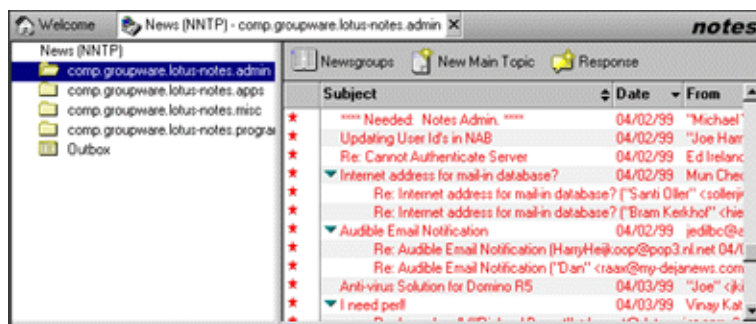 Welcome
News (NNTP) - comp.groupware.lotus-notes.admin
notes
News (NNTP)
comp.groupware.lotus-notes.admin
comp.groupware.lotus-notes.apps
comp.groupware.lotus-notes.misc
comp.groupware.lotus-notes.progra
Outbox
Newsgroups New Main Topic Response
Subject Date From
**** Needed: Notes Admin. **** 04/02/99 "Michael
Updating User Id's in NAB 04/02/99 "Joe Har
Re: Cannot Authenticate Server 04/02/99 Ed Ireland
Internet address for mail-in database? 04/02/99 Mun Cheo
Re: Internet address for mail-in database? ("Santi Oller" <sollerj
Re: Internet address for mail-in database? ("Bram Kerkhof" <hie
Audible Email Notification 04/02/99 jedilbc@a
Re: Audible Email Notification (HarryHeijkoop@pop3.nl.net 04/
Re: Audible Email Notification ("Dan" <raax@my-dejanews.com
Anti-virus Solution for Domino R5 04/03/99 "Joe" <jki
I need perl! 04/03/99 Vinay Kat